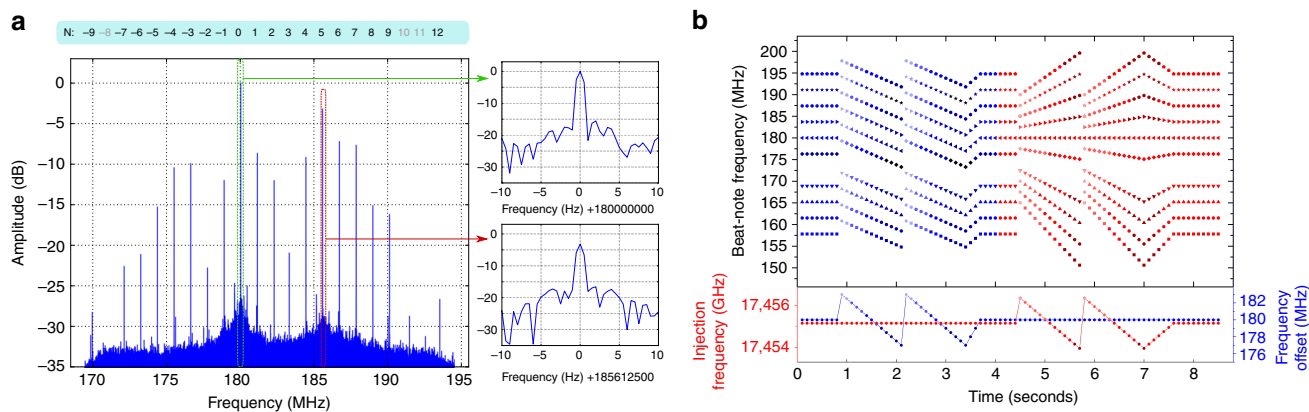 a
N: −9 −8 −7 −6 −5 −4 −3 −2 −1 0 1 2 3 4 5 6 7 8 9 10 11 12
Amplitude (dB)
0
−5
−10
−15
−20
−25
−30
−35
170 175 180 185 190 195
Frequency (MHz)
0
−10
−20
−30
−10 −5 0 5 10
Frequency (Hz) +180000000
0
−10
−20
−30
−10 −5 0 5 10
Frequency (Hz) +185612500
b
Beat-note frequency (MHz)
200
195
190
185
180
175
170
165
160
155
150
Injection
frequency (GHz)
17,456
17,454
182
180
178
176
Frequency
offset (MHz)
0 1 2 3 4 5 6 7 8
Time (seconds)